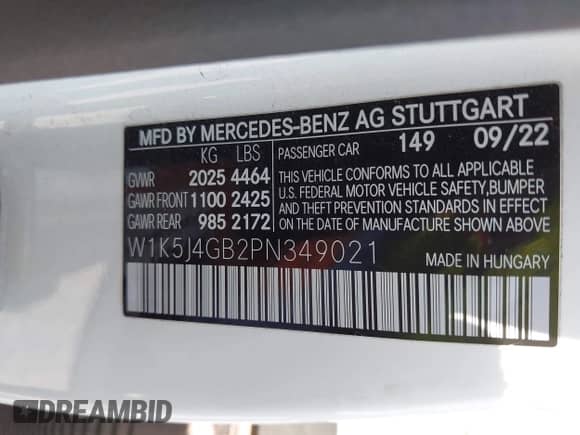 MFD BY MERCEDES-BENZ AG STUTTGART
KG LBS
GVWR 2025 4464
GAWR FRONT 1100 2425
GAWR REAR 985 2172
PASSENGER CAR 149 09/22
THIS VEHICLE CONFORMS TO ALL APPLICABLE
U.S. FEDERAL MOTOR VEHICLE SAFETY,BUMPER
AND THEFT PREVENTION STANDARDS IN EFFECT
ON THE DATE OF MANUFACTURE SHOWN ABOVE
W1K5J4GB2PN349021
MADE IN HUNGARY
DREAMBID